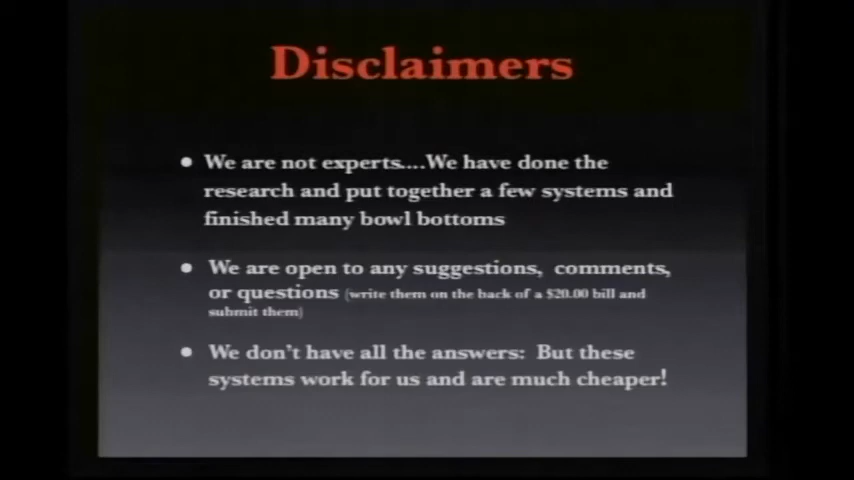 Disclaimers
• We are not experts....We have done the
research and put together a few systems and
finished many bowl bottoms
• We are open to any suggestions, comments,
or questions (write them on the back of a $20.00 bill and
submit them)
• We don't have all the answers: But these
systems work for us and are much cheaper!